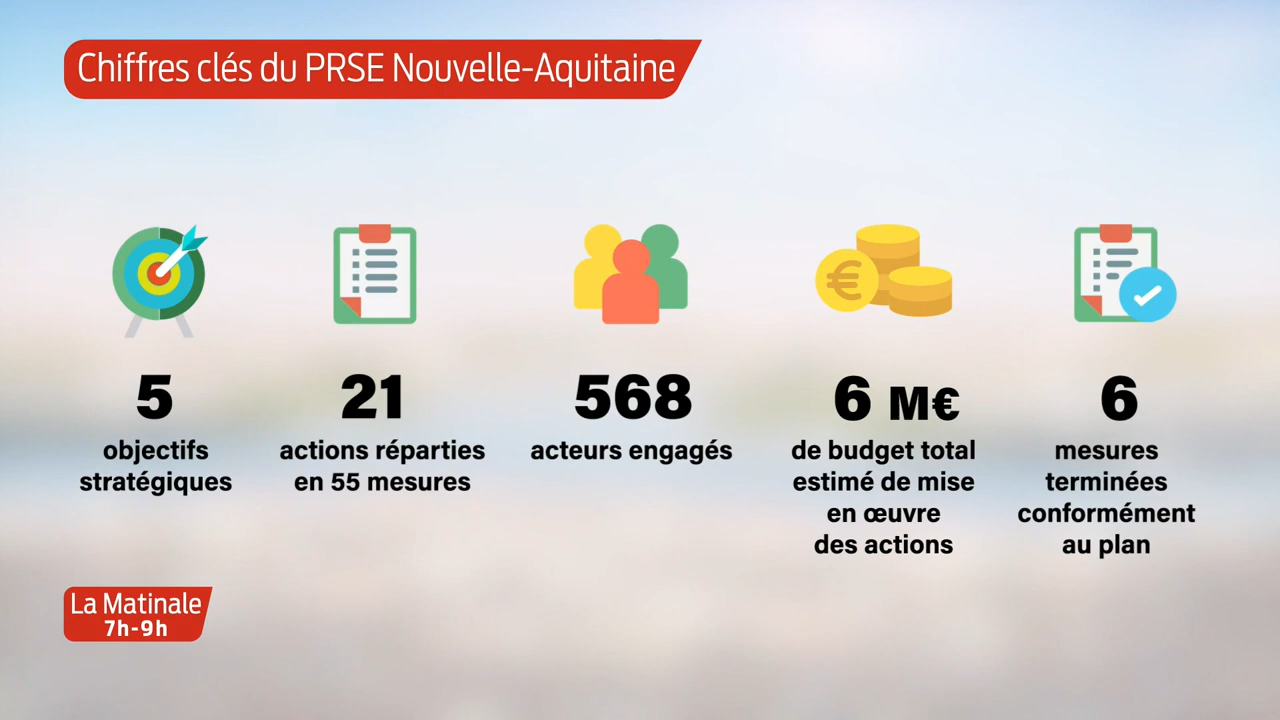 Chiffres clés du PRSE Nouvelle-Aquitaine
5
objectifs
stratégiques
21
actions réparties
en 55 mesures
568
acteurs engagés
6 M€
de budget total
estimé de mise
en œuvre
des actions
6
mesures
terminées
conformément
au plan
La Matinale
7h-9h